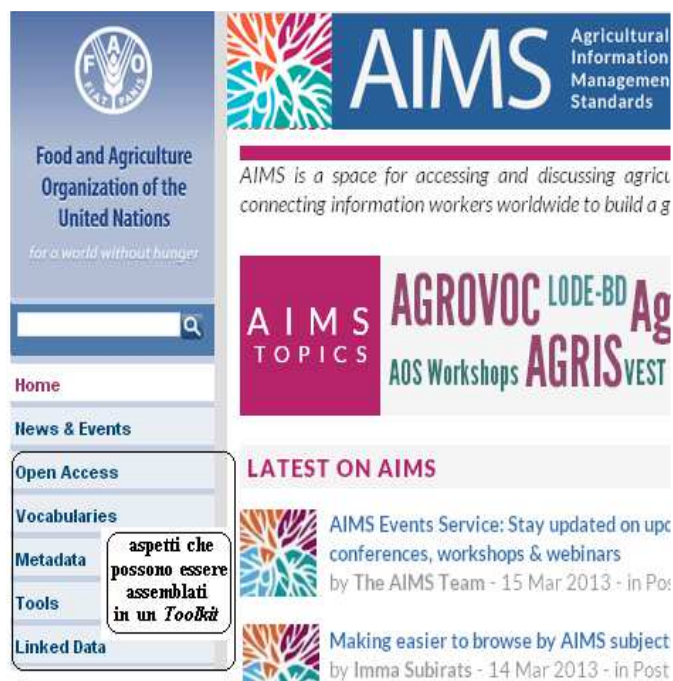 FAO
FIAT PANIS
Food and Agriculture
Organization of the
United Nations
for a world without hunger
Home
News & Events
Open Access
Vocabularies
Metadata
Tools
Linked Data
aspetti che
possono essere
assemblati
in un Toolkit
AIMS
Agricultural
Information
Managemen
Standards
AIMS is a space for accessing and discussing agricu
connecting information workers worldwide to build a g
AIMS
TOPICS
AGROVOC LODE-BD Ag
AOS Workshops AGRIS VEST
LATEST ON AIMS
AIMS Events Service: Stay updated on upc
conferences, workshops & webinars
by The AIMS Team - 15 Mar 2013 - in Pos
Making easier to browse by AIMS subject
by Imma Subirats - 14 Mar 2013 - in Post